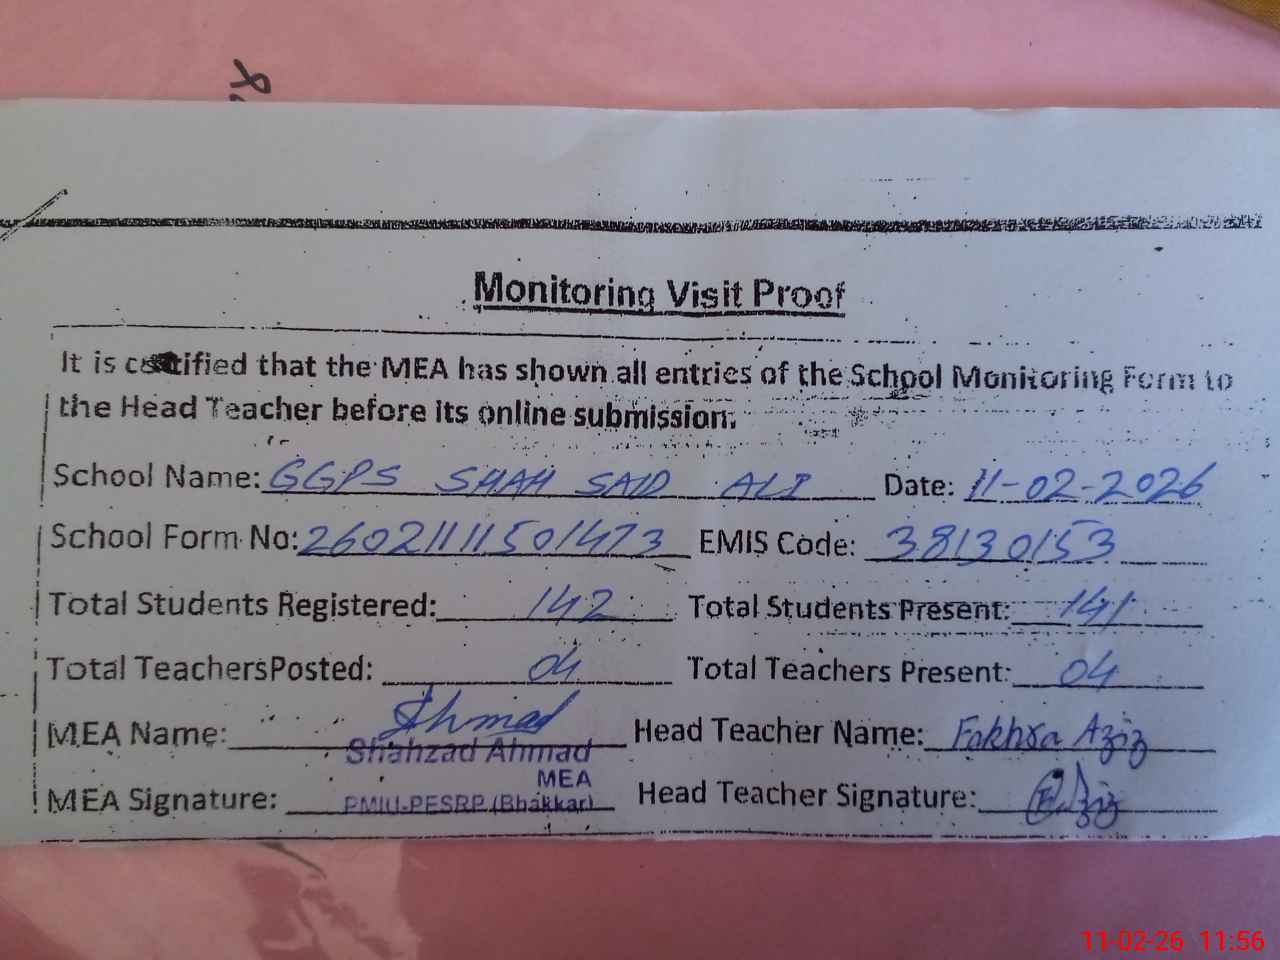 Monitoring Visit Proof
It is certified that the MEA has shown all entries of the School Monitoring Form to
the Head Teacher before its online submission.
School Name: GGPS SHAH SAID ALI Date: 11-02-2026
School Form No: 26021111501473 EMIS Code: 38130153
Total Students Registered: 142 Total Students Present: 141
Total TeachersPosted: 04 Total Teachers Present: 04
MEA Name: Ahmad Head Teacher Name: Fakhra Aziz
Shahzad Ahmad
MEA
MEA Signature: PMIU-PESRP (Bhakkar) Head Teacher Signature: Aziz
11-02-26 11:56